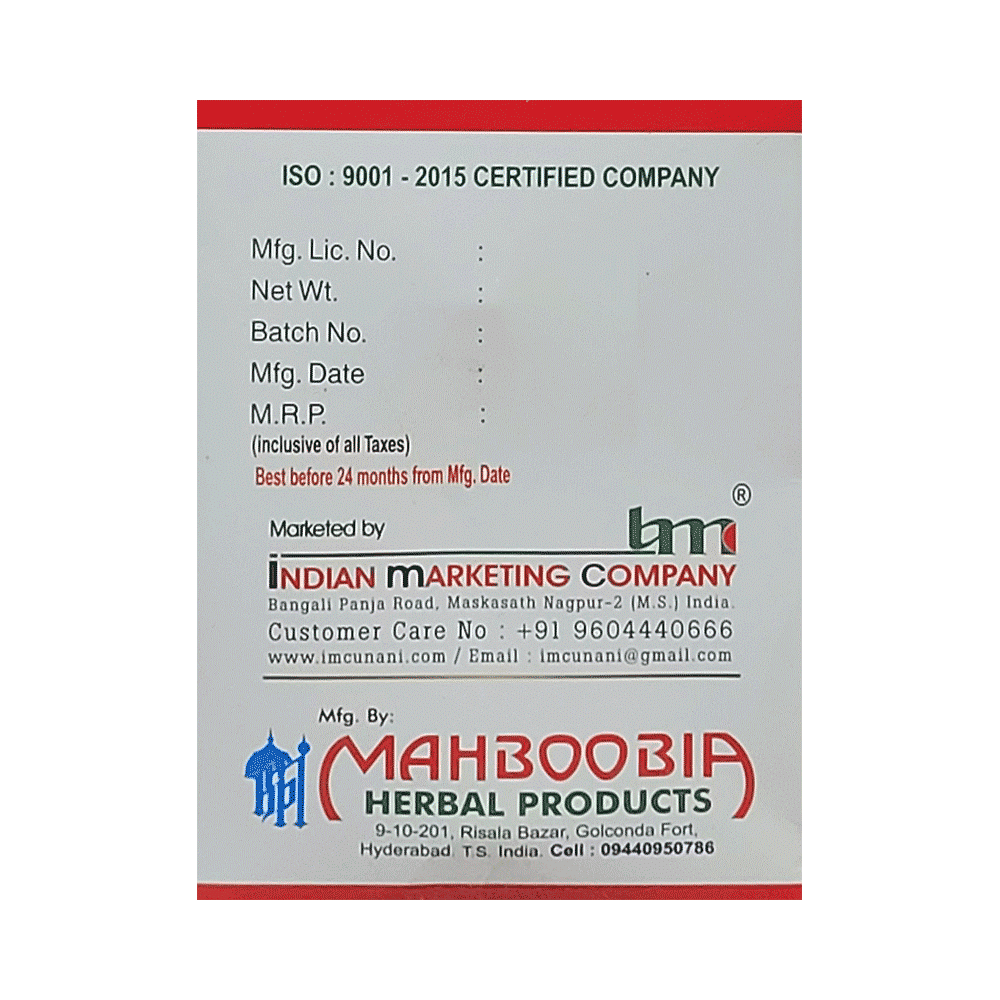 ISO : 9001 - 2015 CERTIFIED COMPANY
Mfg. Lic. No. :
Net Wt. :
Batch No. :
Mfg. Date :
M.R.P. :
(inclusive of all Taxes)
Best before 24 months from Mfg. Date
®
Marketed by
imc
INDIAN MARKETING COMPANY
Bangali Panja Road, Maskasath Nagpur-2 (M.S.) India.
Customer Care No : +91 9604440666
www.imcunani.com / Email : imcunani@gmail.com
Mfg. By:
MAHBOOBIA
HERBAL PRODUCTS
9-10-201, Risala Bazar, Golconda Fort,
Hyderabad. T.S. India. Cell : 09440950786